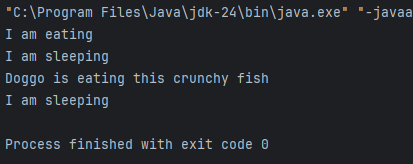 "C:\Program Files\Java\jdk-24\bin\java.exe" "-javaa
I am eating
I am sleeping
Doggo is eating this crunchy fish
I am sleeping
Process finished with exit code 0